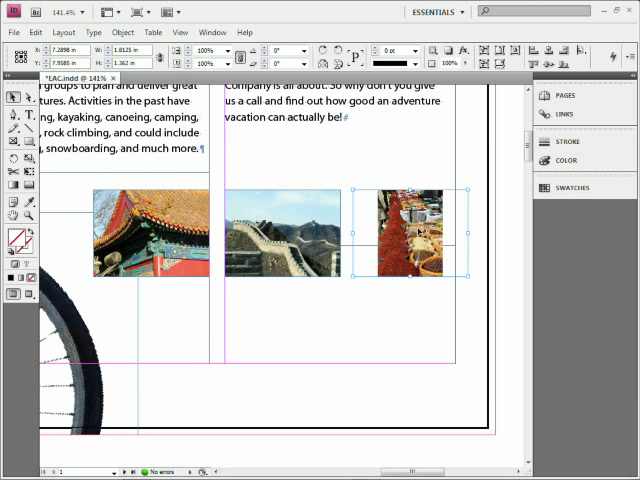 Id
Br
141.4%
ESSENTIALS
File Edit Layout Type Object Table View Window Help
X: 7.2898 in
W: 1.8125 in
100%
0°
P
0 pt
Y: 7.9585 in
H: 1.362 in
100%
0°
100%
*EAC.indd @ 141%
groups to plan and deliver great
tures. Activities in the past have
ng, kayaking, canoeing, camping,
, rock climbing, and could include
, snowboarding, and much more.¶
Company is all about. So why don't you give
us a call and find out how good an adventure
vacation can actually be!#
PAGES
LINKS
STROKE
COLOR
SWATCHES
T
T
1
No errors